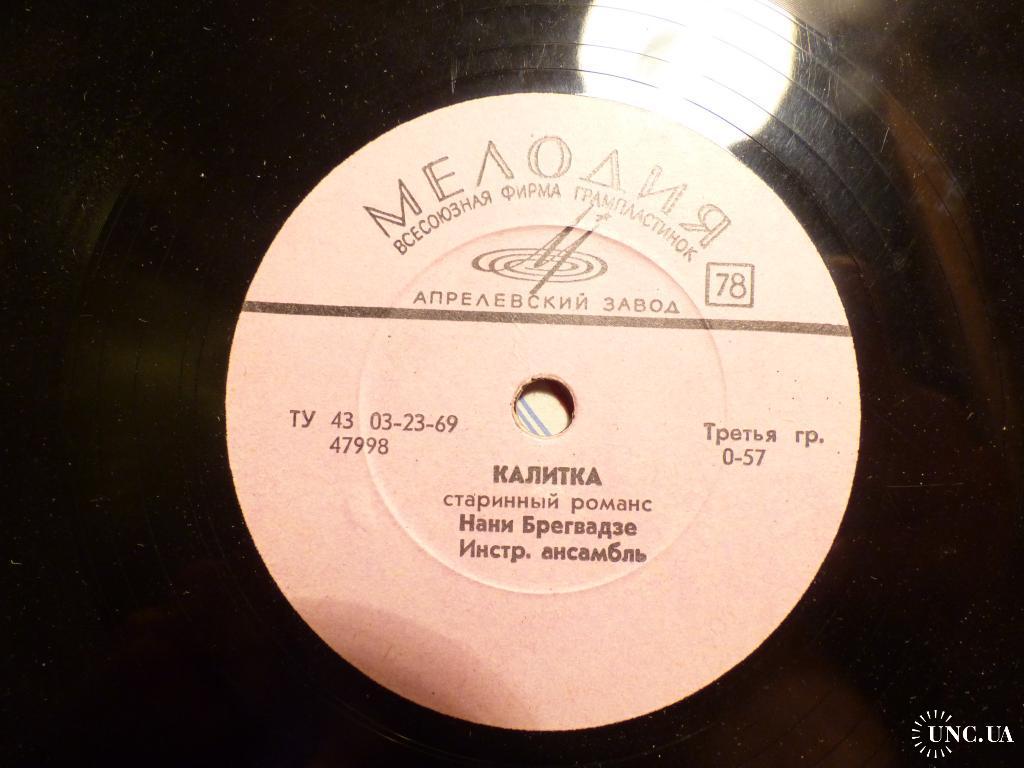 МЕЛОДИЯ
ВСЕСОЮЗНАЯ ФИРМА ГРАМПЛАСТИНОК
78
АПРЕЛЕВСКИЙ ЗАВОД
ТУ 43 03-23-69
47998
Третья гр.
0-57
КАЛИТКА
старинный романс
Нани Брегвадзе
Инстр. ансамбль
UNC.UA